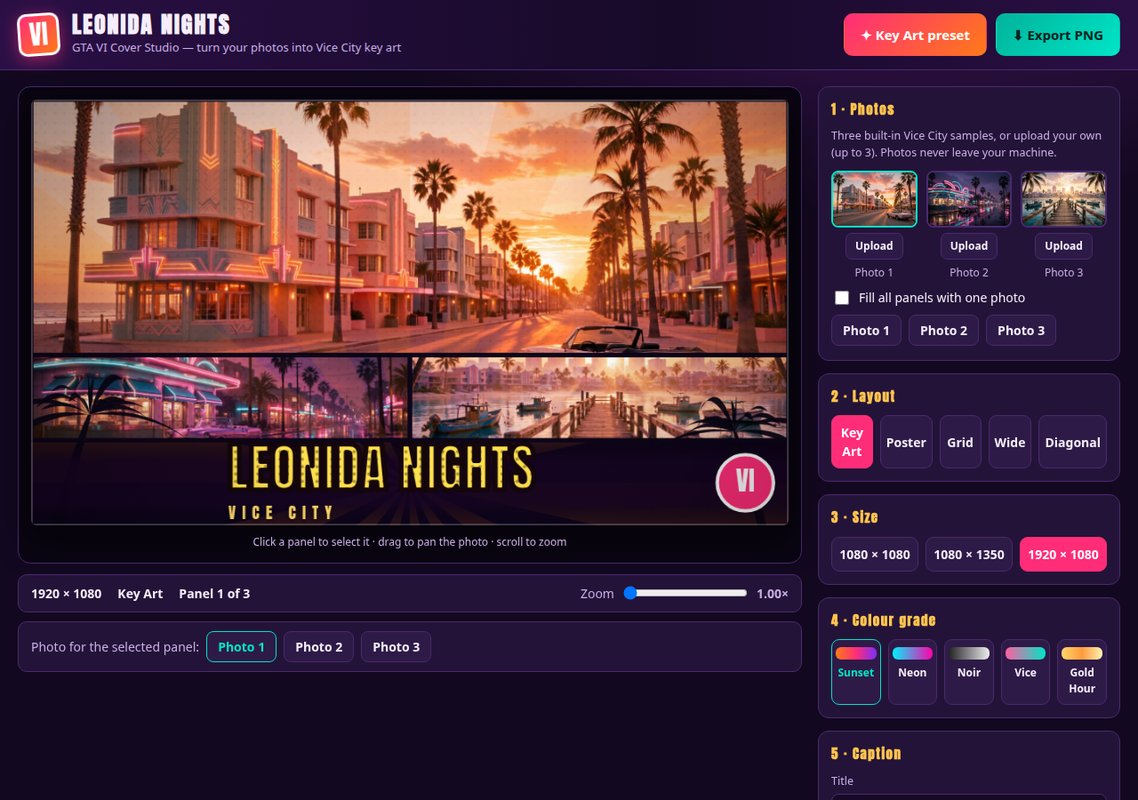 VI
LEONIDA NIGHTS
GTA VI Cover Studio — turn your photos into Vice City key art
✦ Key Art preset
⬇ Export PNG
LEONIDA NIGHTS
VICE CITY
VI
Click a panel to select it · drag to pan the photo · scroll to zoom
1920 × 1080
Key Art
Panel 1 of 3
Zoom
1.00×
Photo for the selected panel:
Photo 1
Photo 2
Photo 3
1 · Photos
Three built-in Vice City samples, or upload your own
(up to 3). Photos never leave your machine.
Upload
Upload
Upload
Photo 1
Photo 2
Photo 3
Fill all panels with one photo
Photo 1
Photo 2
Photo 3
2 · Layout
Key
Art
Poster
Grid
Wide
Diagonal
3 · Size
1080 × 1080
1080 × 1350
1920 × 1080
4 · Colour grade
Sunset
Neon
Noir
Vice
Gold
Hour
5 · Caption
Title